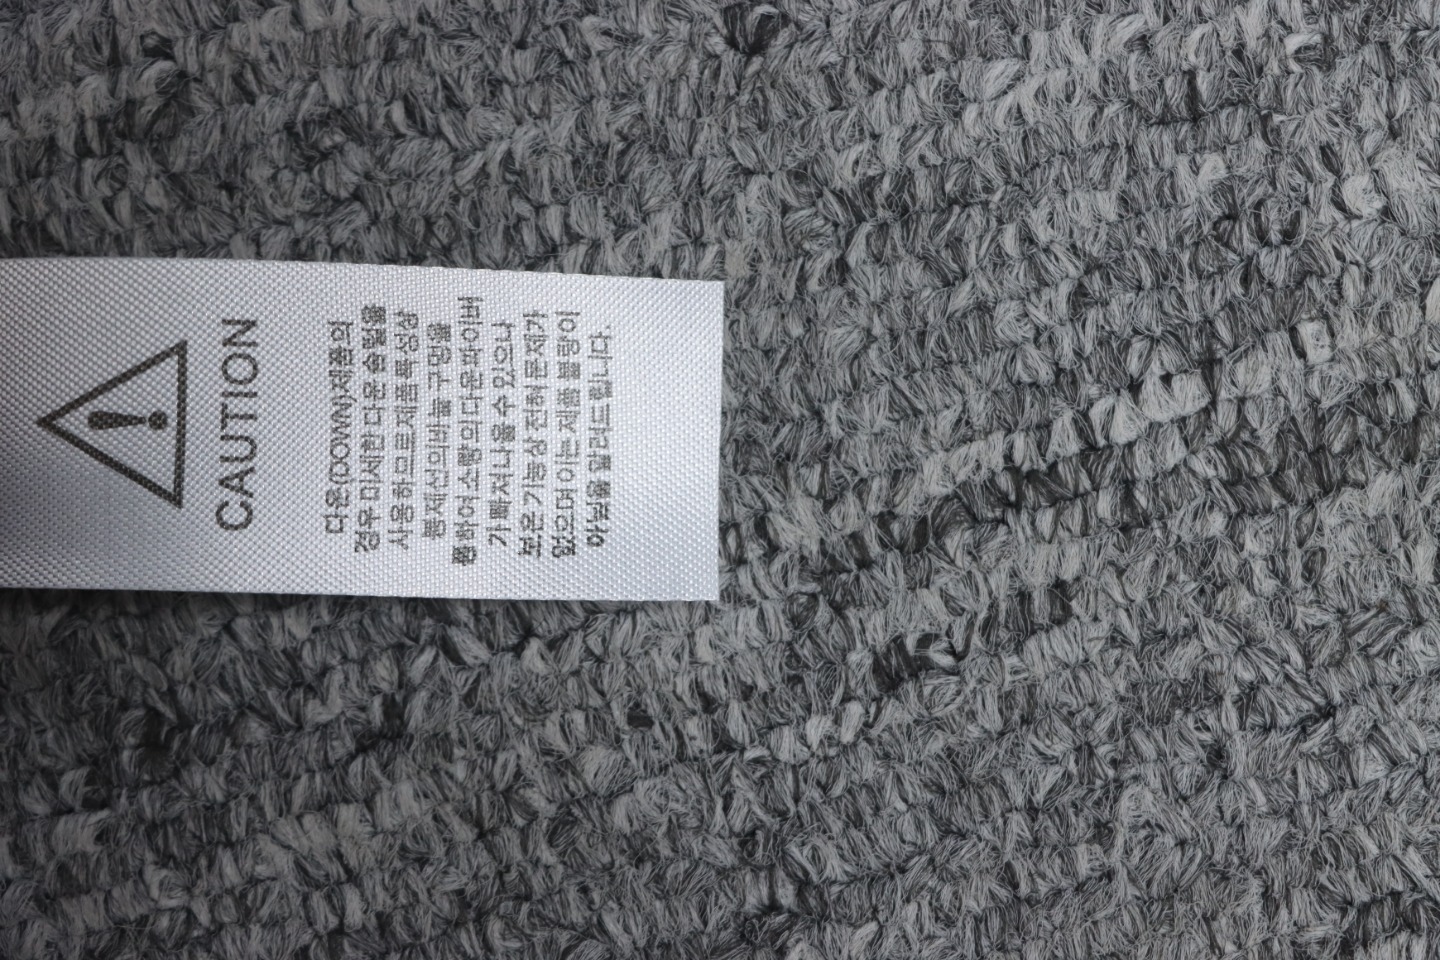 CAUTION
다운(DOWN)제품의
경우 미세한 다운 솜털을
사용하므로 제품특성상
봉제선의 바늘 구멍을
통하여 소량의 다운 파이버
가 빠져나올 수 있으나
보온 기능상 전혀 문제가
없으며 이는 제품 불량이
아님을 알려드립니다.